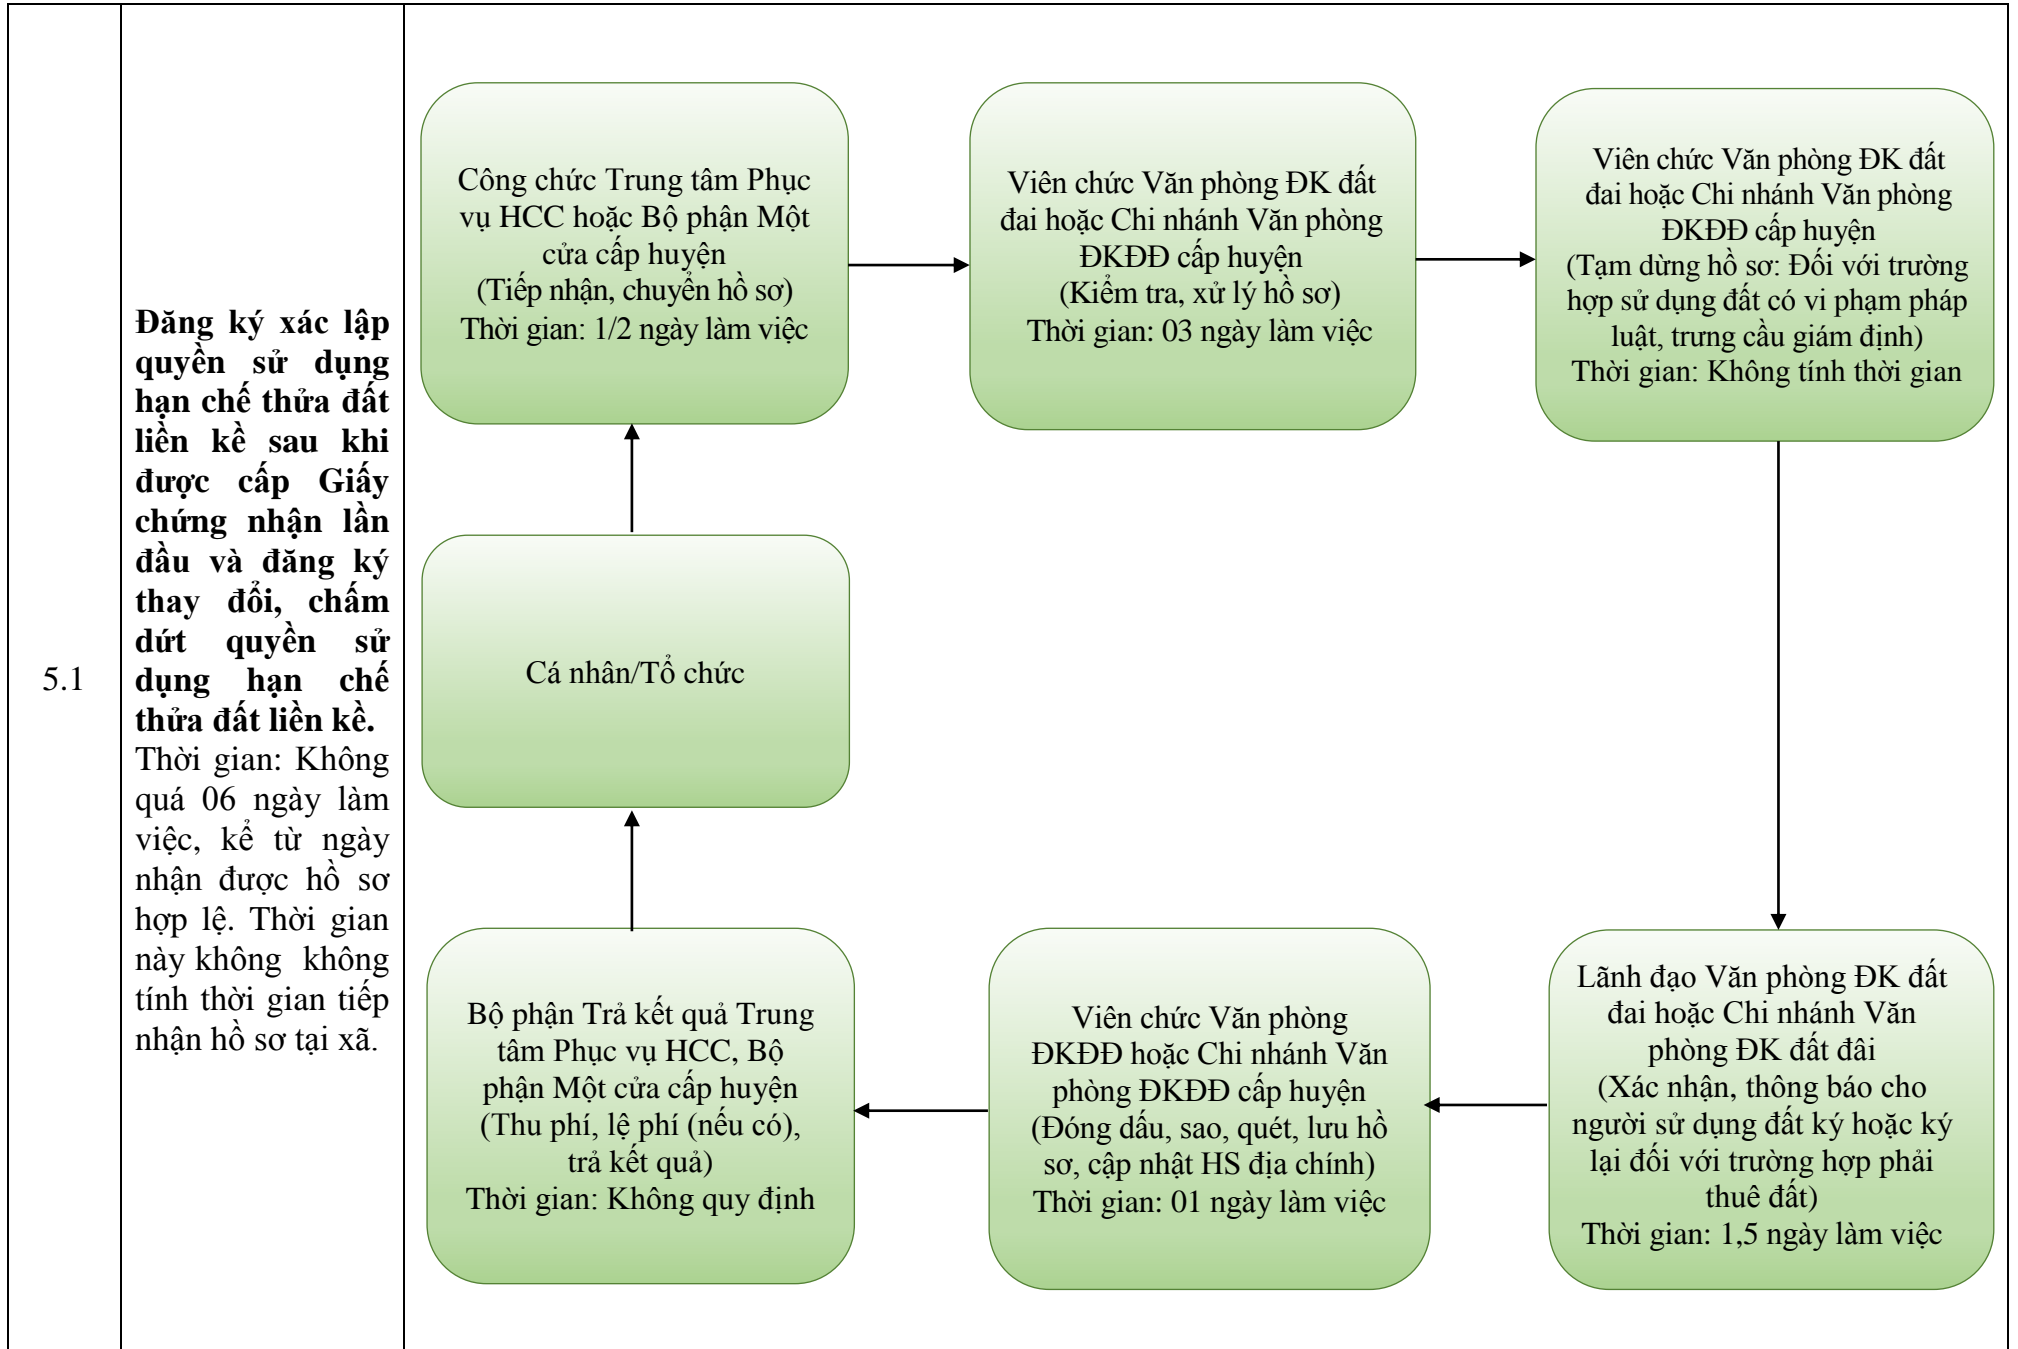 5.1
Đăng ký xác lập
quyền sử dụng
hạn chế thửa đất
liền kề sau khi
được cấp Giấy
chứng nhận lần
đầu và đăng ký
thay đổi, chấm
dứt quyền sử
dụng hạn chế
thửa đất liền kề.
Thời gian: Không
quá 06 ngày làm
việc, kể từ ngày
nhận được hồ sơ
hợp lệ. Thời gian
này không không
tính thời gian tiếp
nhận hồ sơ tại xã.
Công chức Trung tâm Phục
vụ HCC hoặc Bộ phận Một
cửa cấp huyện
(Tiếp nhận, chuyển hồ sơ)
Thời gian: 1/2 ngày làm việc
Viên chức Văn phòng ĐK đất
đai hoặc Chi nhánh Văn phòng
ĐKĐĐ cấp huyện
(Kiểm tra, xử lý hồ sơ)
Thời gian: 03 ngày làm việc
Viên chức Văn phòng ĐK đất
đai hoặc Chi nhánh Văn phòng
ĐKĐĐ cấp huyện
(Tạm dừng hồ sơ: Đối với trường
hợp sử dụng đất có vi phạm pháp
luật, trưng cầu giám định)
Thời gian: Không tính thời gian
Cá nhân/Tổ chức
Bộ phận Trả kết quả Trung
tâm Phục vụ HCC, Bộ
phận Một cửa cấp huyện
(Thu phí, lệ phí (nếu có),
trả kết quả)
Thời gian: Không quy định
Viên chức Văn phòng
ĐKĐĐ hoặc Chi nhánh Văn
phòng ĐKĐĐ cấp huyện
(Đóng dấu, sao, quét, lưu hồ
sơ, cập nhật HS địa chính)
Thời gian: 01 ngày làm việc
Lãnh đạo Văn phòng ĐK đất
đai hoặc Chi nhánh Văn
phòng ĐK đất đâi
(Xác nhận, thông báo cho
người sử dụng đất ký hoặc ký
lại đối với trường hợp phải
thuê đất)
Thời gian: 1,5 ngày làm việc